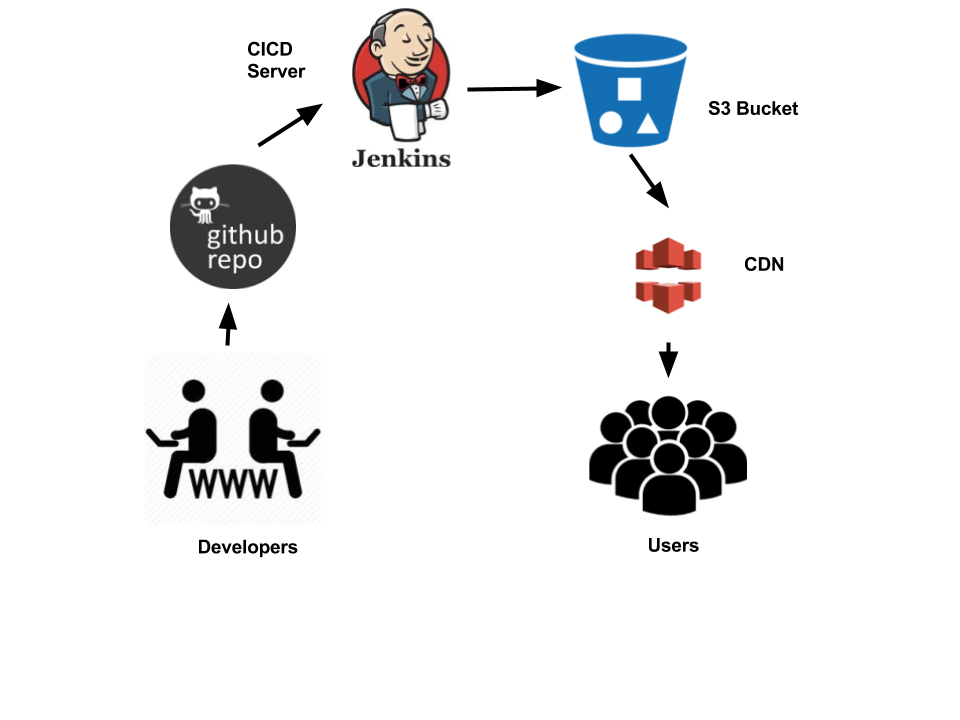 CICD
Server
Jenkins
S3 Bucket
github
repo
CDN
WWW
Developers
Users